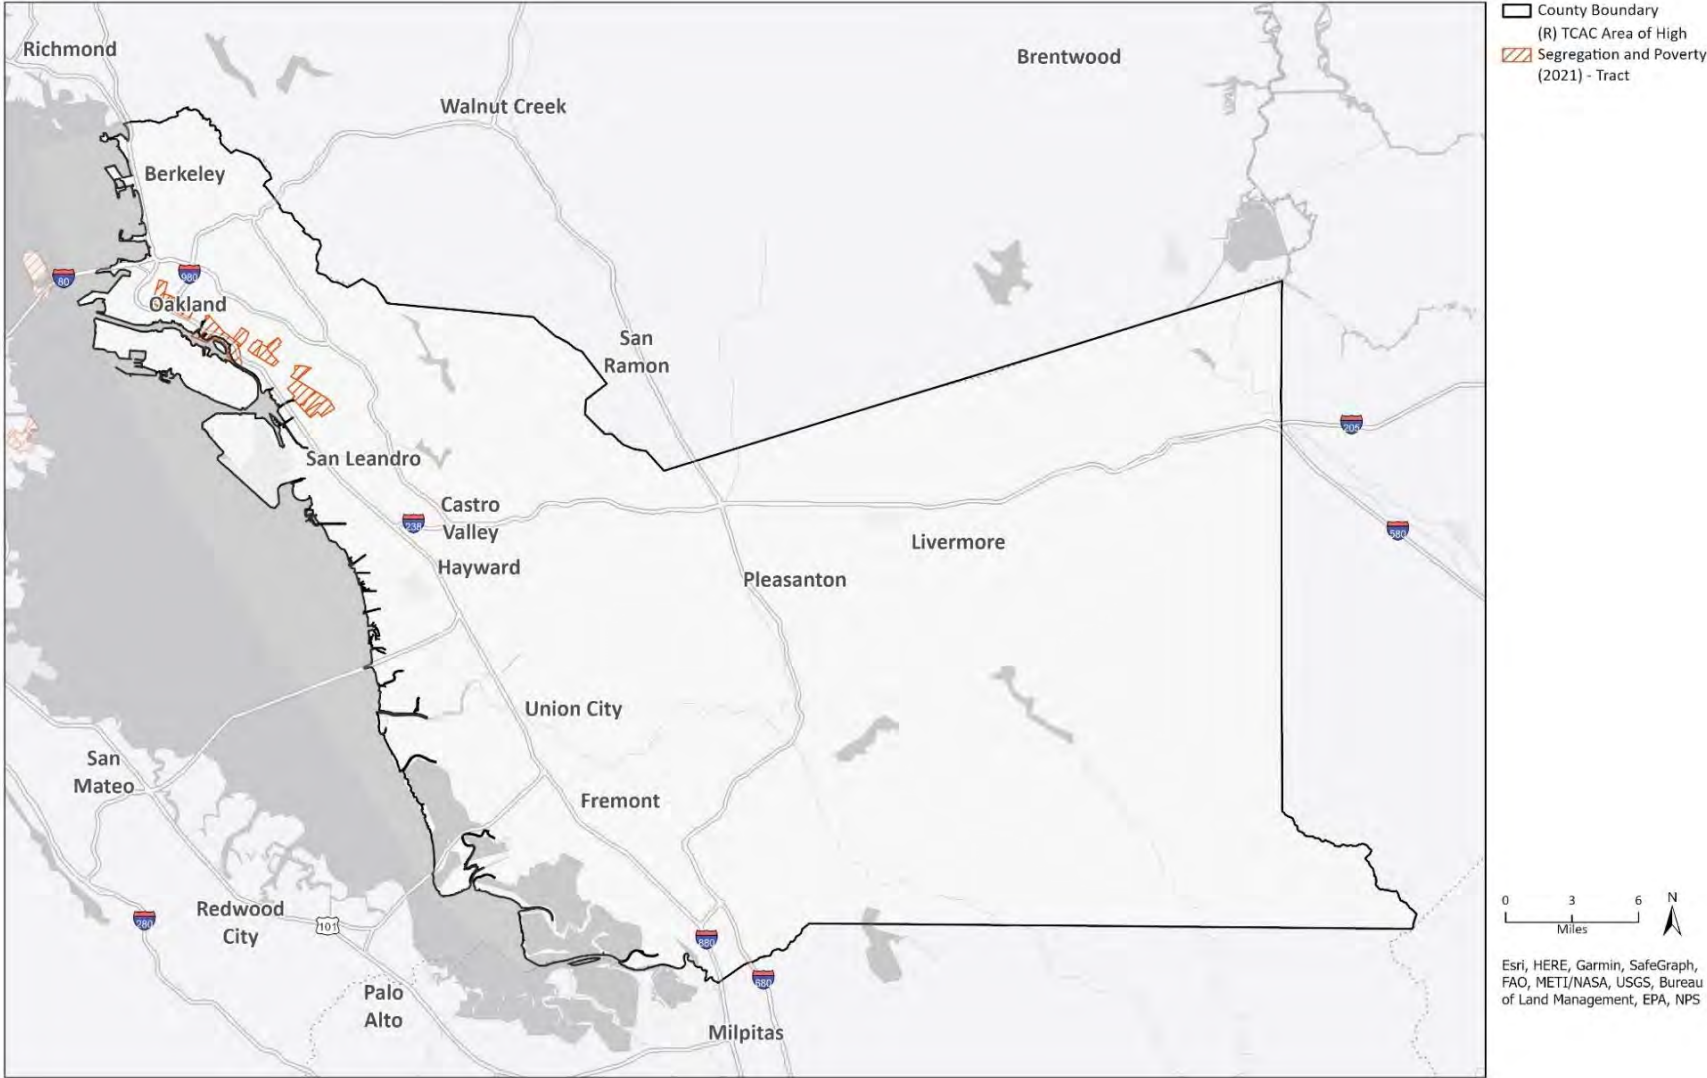 Richmond
Brentwood
Walnut Creek
Berkeley
80
980
Oakland
San
Ramon
205
San Leandro
Castro
Valley
238
580
Livermore
Hayward
Pleasanton
Union City
San
Mateo
Fremont
Redwood
City
280
101
880
680
Palo
Alto
Milpitas
County Boundary
(R) TCAC Area of High
Segregation and Poverty
(2021) - Tract
0 3 6
Miles
N
Esri, HERE, Garmin, SafeGraph,
FAO, METI/NASA, USGS, Bureau
of Land Management, EPA, NPS